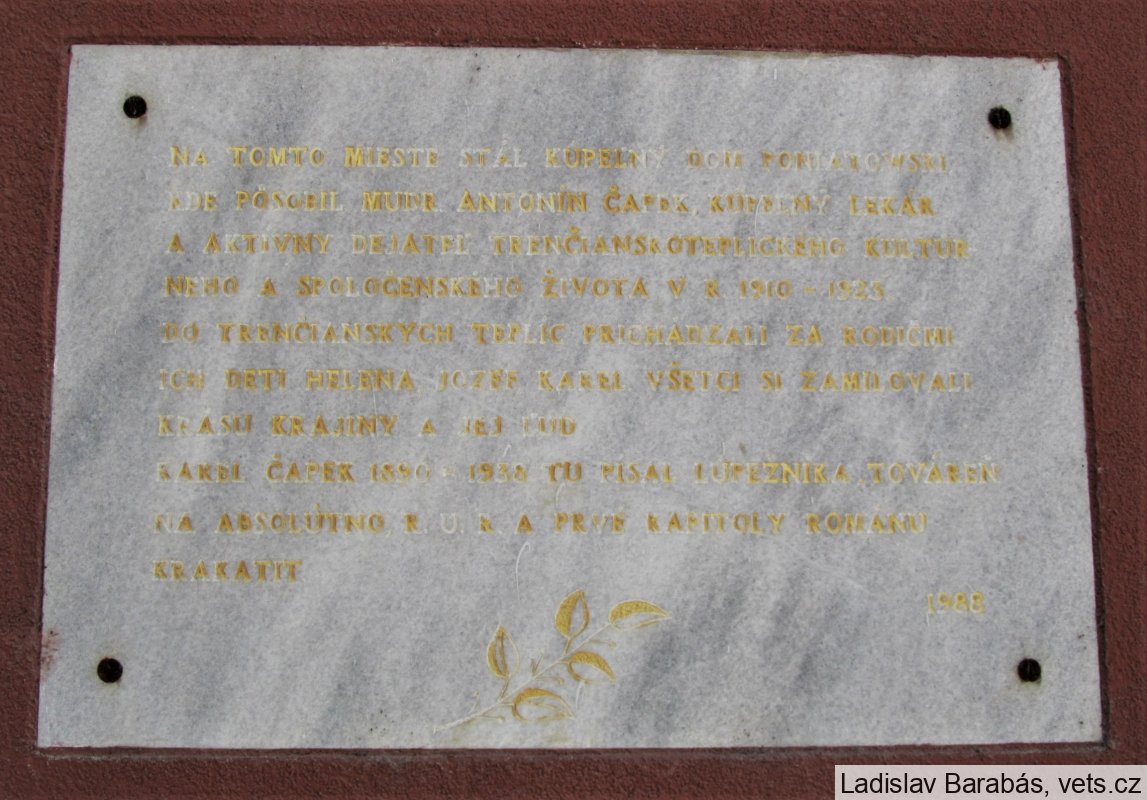 NA TOMTO MIESTE STÁL KÚPEĽNÝ DOM PONIATOWSKI,
KDE PÔSOBIL MUDR. ANTONÍN ČAPEK, KÚPEĽNÝ LEKÁR
A AKTÍVNY DEJATEĽ TRENČIANSKOTEPLICKÉHO KULTÚR
NEHO A SPOLOČENSKÉHO ŽIVOTA V R. 1910 - 1923
DO TRENČIANSKYCH TEPLÍC PRICHÁDZALI ZA RODIČMI
ICH DETI HELENA, JOZEF KAREL. VŠETCI SI ZAMILOVALI
KRÁSU KRAJINY A JEJ ĽUD
KAREL ČAPEK 1890 - 1938 TU PÍSAL LÚPEŽNÍKA, TOVÁREŇ
NA ABSOLÚTNO, R. U. R. A PRVÉ KAPITOLY ROMÁNU
KRAKATIT
1988
Ladislav Barabás, vets.cz